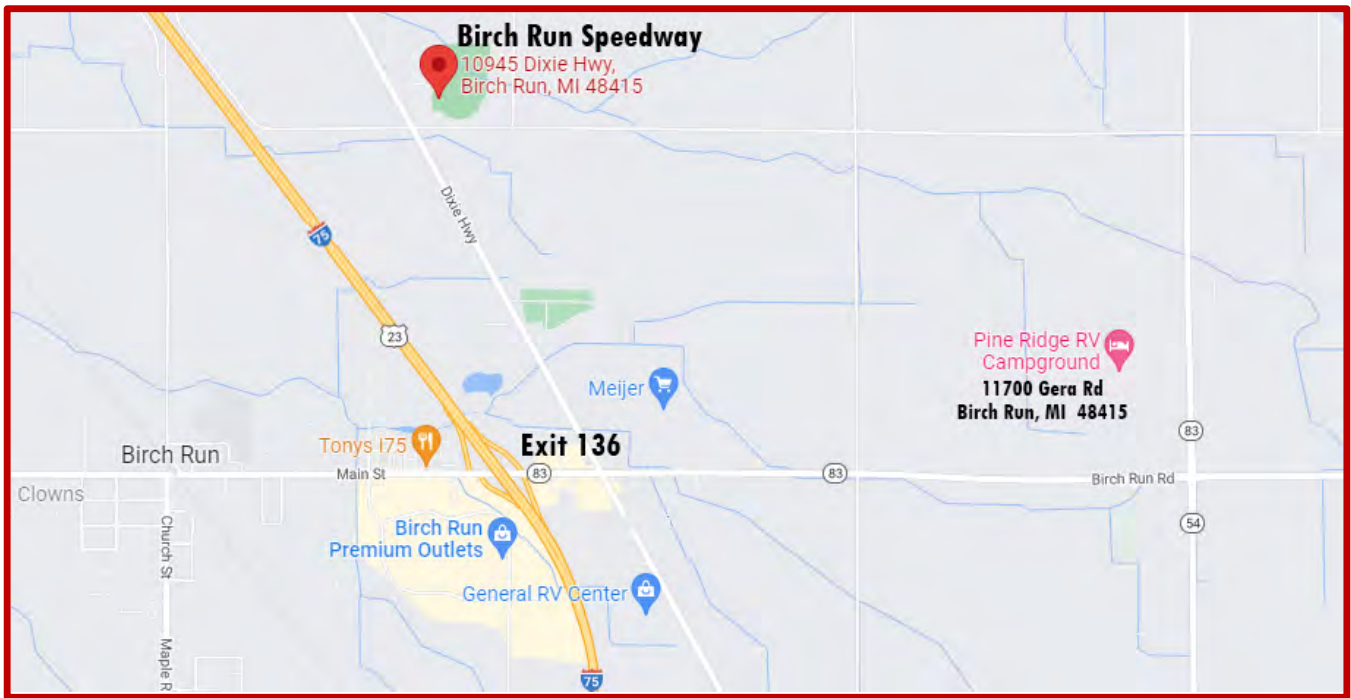 Birch Run Speedway
10945 Dixie Hwy,
Birch Run, MI 48415
Dixie Hwy
75
23
Meijer
Pine Ridge RV
Campground
11700 Gera Rd
Birch Run, MI 48415
83
Tonys I75
Exit 136
Birch Run
Main St
83
83
Birch Run Rd
Clowns
54
Church St
Birch Run
Premium Outlets
General RV Center
Maple R
75